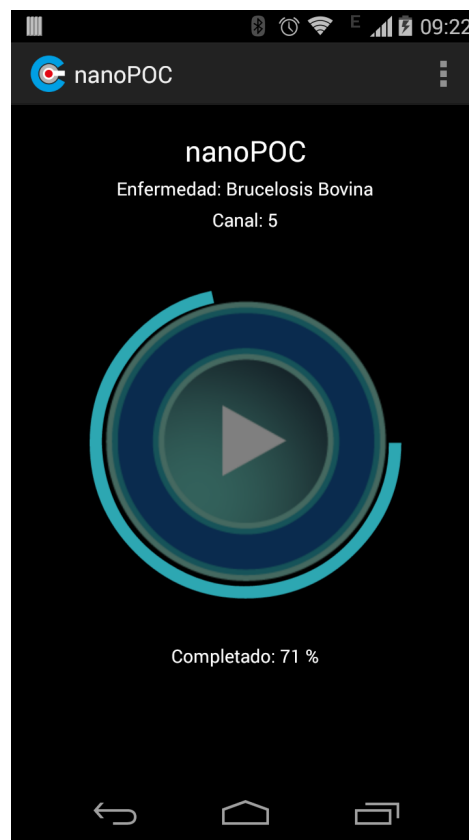 E 09:22
nanoPOC
nanoPOC
Enfermedad: Brucelosis Bovina
Canal: 5
Completado: 71 %